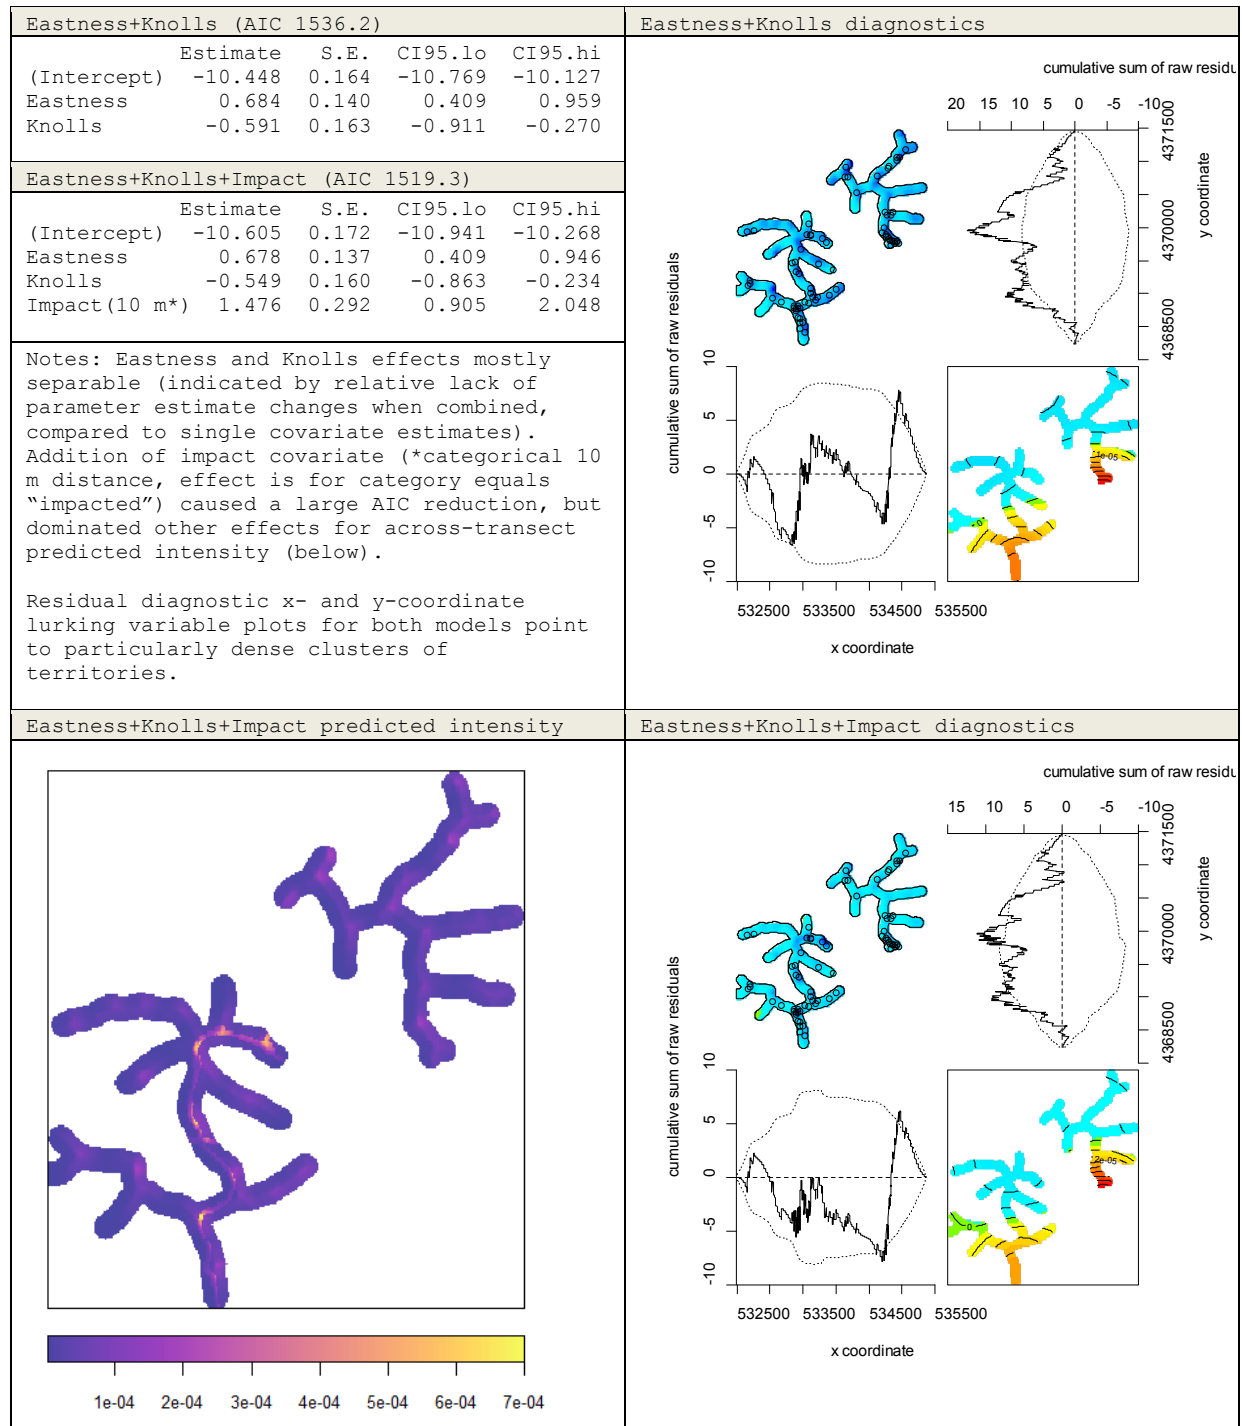 Eastness+Knolls (AIC 1536.2)
Estimate S.E. CI95.lo CI95.hi
(Intercept) -10.448 0.164 -10.769 -10.127
Eastness 0.684 0.140 0.409 0.959
Knolls -0.591 0.163 -0.911 -0.270
Eastness+Knolls+Impact (AIC 1519.3)
Estimate S.E. CI95.lo CI95.hi
(Intercept) -10.605 0.172 -10.941 -10.268
Eastness 0.678 0.137 0.409 0.946
Knolls -0.549 0.160 -0.863 -0.234
Impact(10 m*) 1.476 0.292 0.905 2.048
Notes: Eastness and Knolls effects mostly
separable (indicated by relative lack of
parameter estimate changes when combined,
compared to single covariate estimates).
Addition of impact covariate (*categorical 10
m distance, effect is for category equals
“impacted”) caused a large AIC reduction, but
dominated other effects for across-transect
predicted intensity (below).
Residual diagnostic x- and y-coordinate
lurking variable plots for both models point
to particularly dense clusters of
territories.
Eastness+Knolls diagnostics
cumulative sum of raw residu
20 15 10 5 0 -5 -10
4371500
4370000
4368500
y coordinate
cumulative sum of raw residuals
10
5
0
-5
-10
532500 533500 534500 535500
x coordinate
0
1e-05
Eastness+Knolls+Impact predicted intensity
1e-04 2e-04 3e-04 4e-04 5e-04 6e-04 7e-04
Eastness+Knolls+Impact diagnostics
cumulative sum of raw residu
15 10 5 0 -5 -10
4371500
4370000
4368500
y coordinate
cumulative sum of raw residuals
10
5
0
-5
-10
532500 533500 534500 535500
x coordinate
0
2e-05